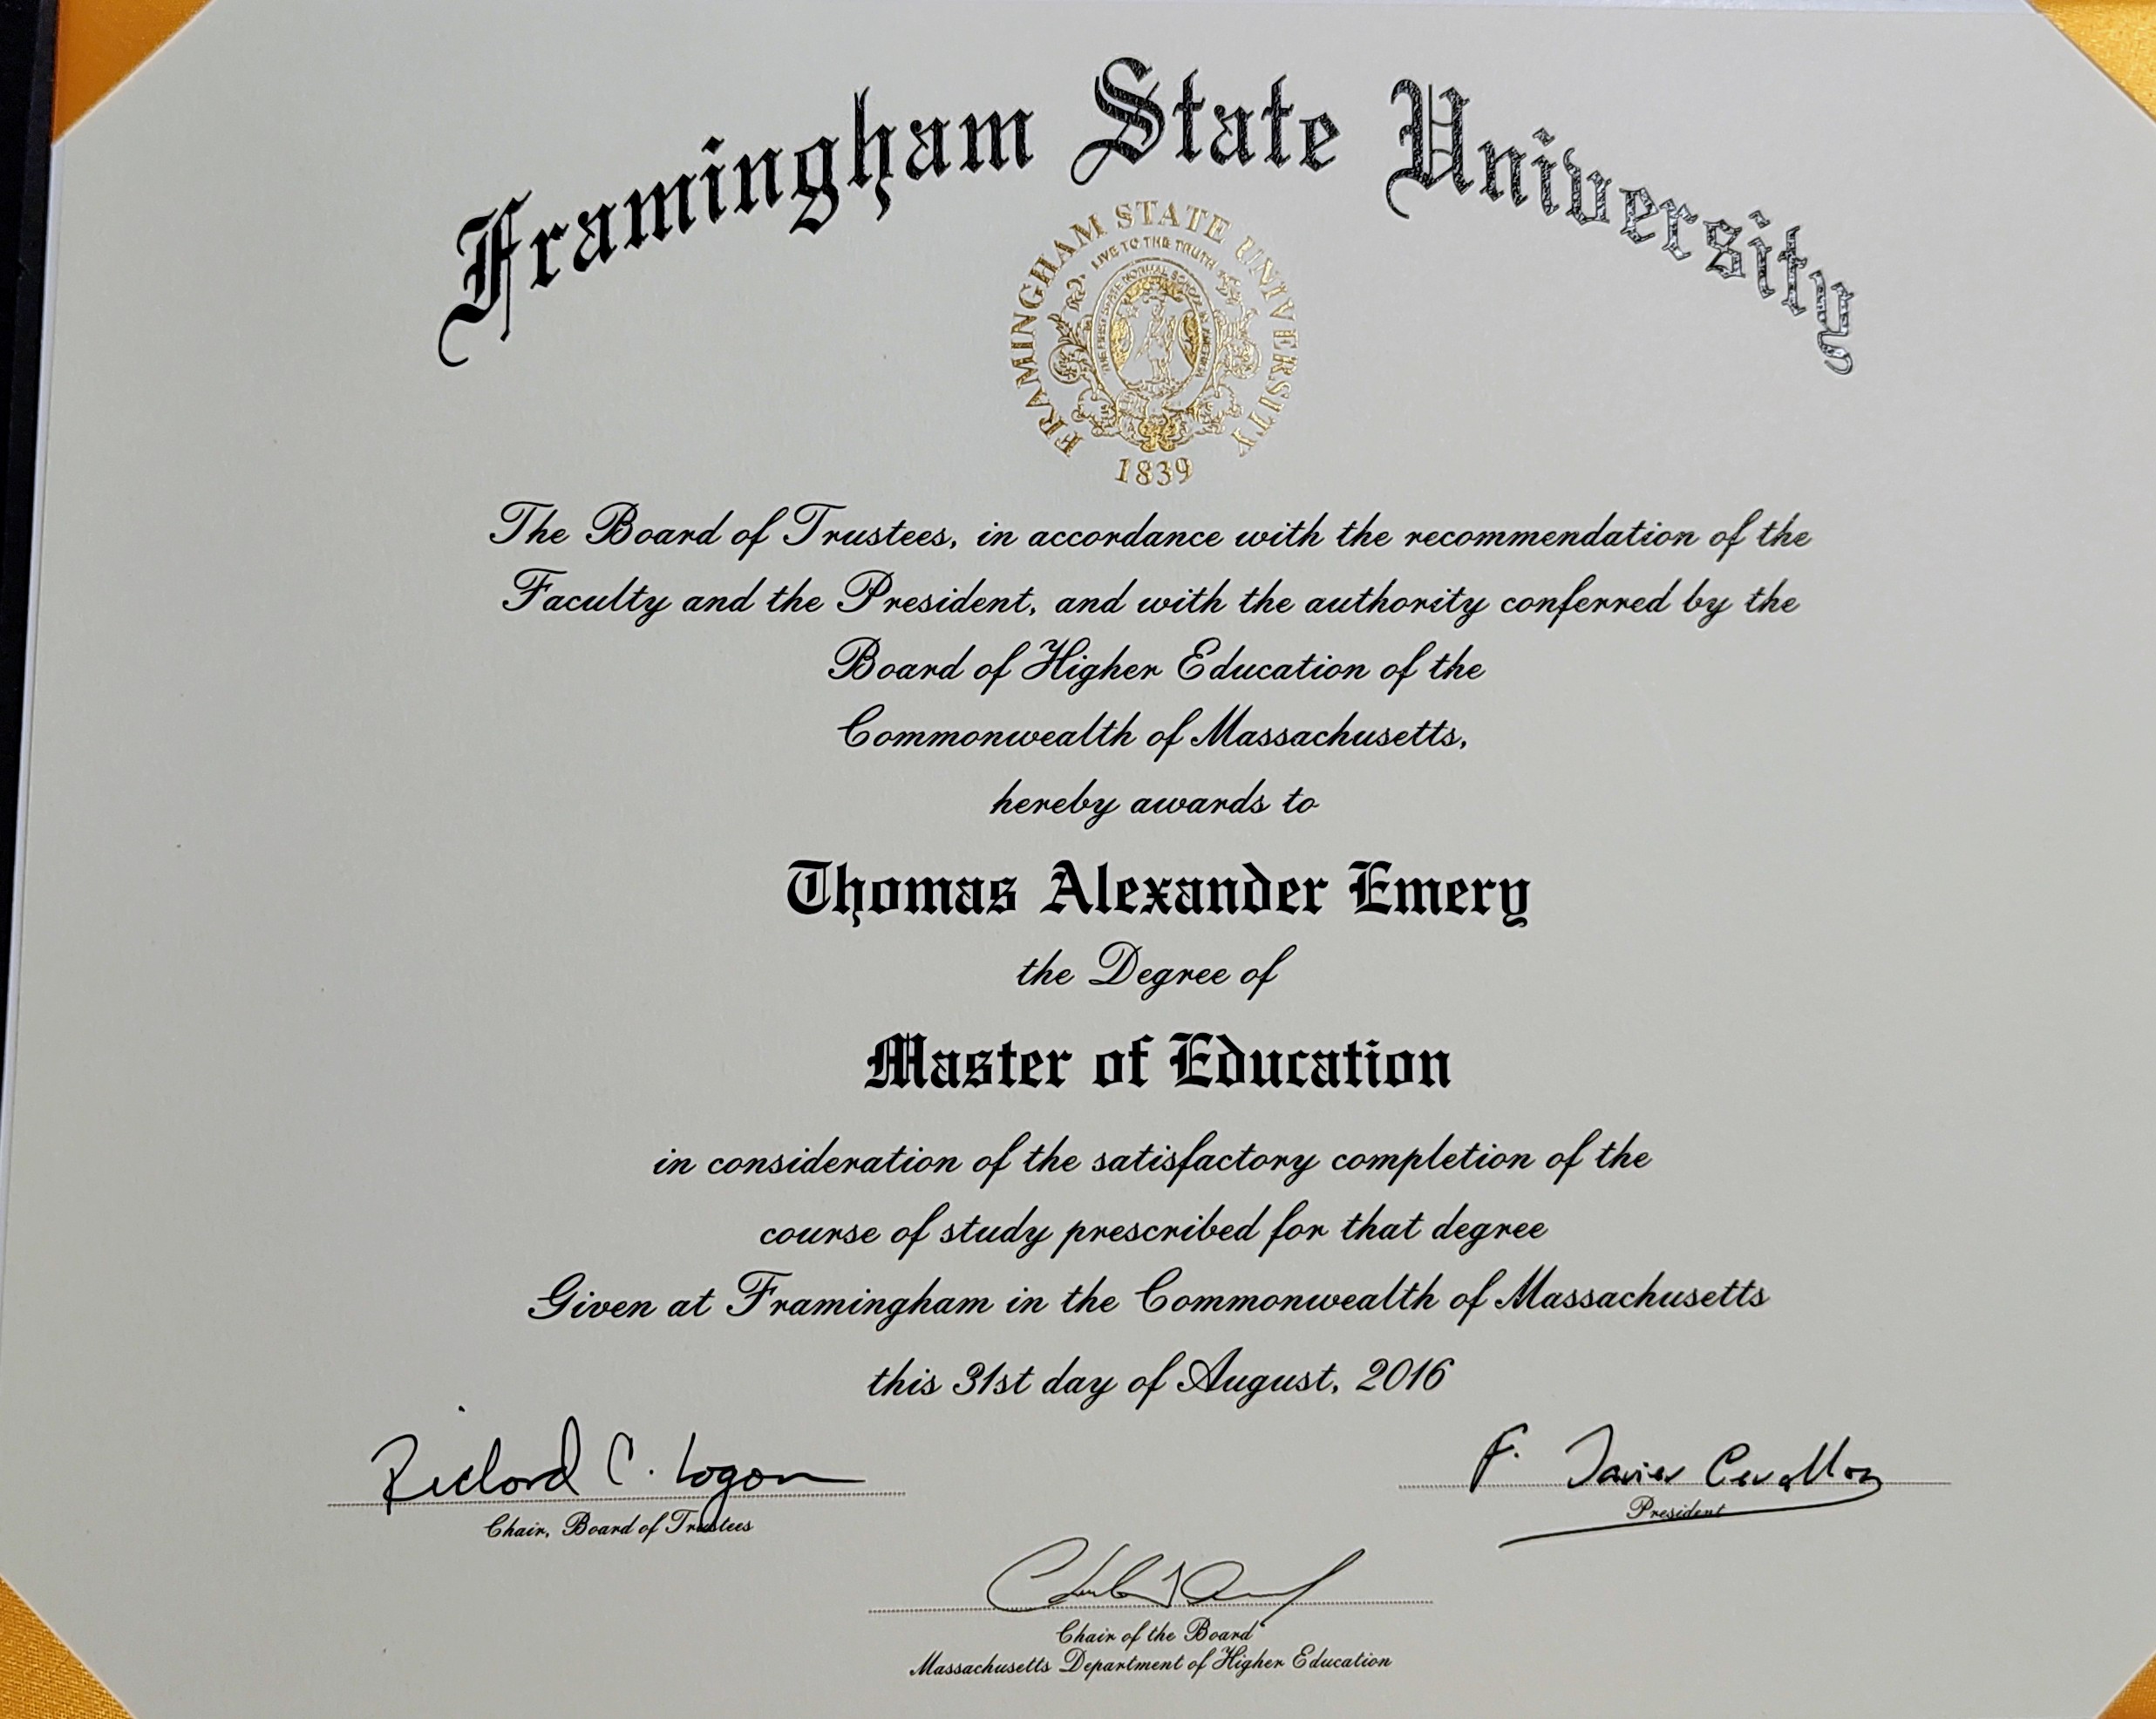 Framingham State University
FRAMINGHAM STATE UNIVERSITY
LIVE TO THE TRUTH
1839
The Board of Trustees, in accordance with the recommendation of the
Faculty and the President, and with the authority conferred by the
Board of Higher Education of the
Commonwealth of Massachusetts,
hereby awards to
Thomas Alexander Emery
the Degree of
Master of Education
in consideration of the satisfactory completion of the
course of study prescribed for that degree
Given at Framingham in the Commonwealth of Massachusetts
this 31st day of August, 2016
Richard C. Logan
F. Javier Cevallos
Chair, Board of Trustees
President
Chair of the Board
Massachusetts Department of Higher Education